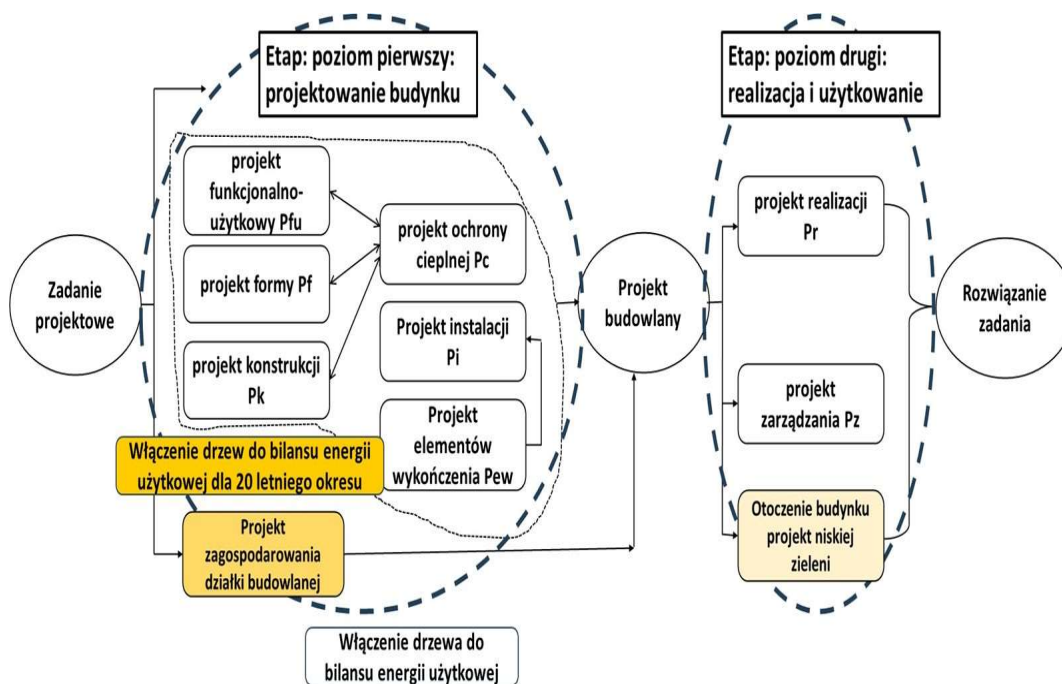 Etap: poziom pierwszy:
projektowanie budynku
Etap: poziom drugi:
realizacja i użytkowanie
projekt
funkcjonalno-
użytkowy Pfu
projekt ochrony
cieplnej Pc
projekt formy Pf
Projekt instalacji
Pi
projekt konstrukcji
Pk
Projekt
elementów
wykończenia Pew
Włączenie drzew do bilansu energii
użytkowej dla 20 letniego okresu
Projekt
zagospodarowania
działki budowlanej
Zadanie
projektowe
Projekt
budowlany
projekt realizacji
Pr
projekt
zarządzania Pz
Otoczenie budynku
projekt niskiej
zieleni
Rozwiązanie
zadania
Włączenie drzewa do
bilansu energii użytkowej